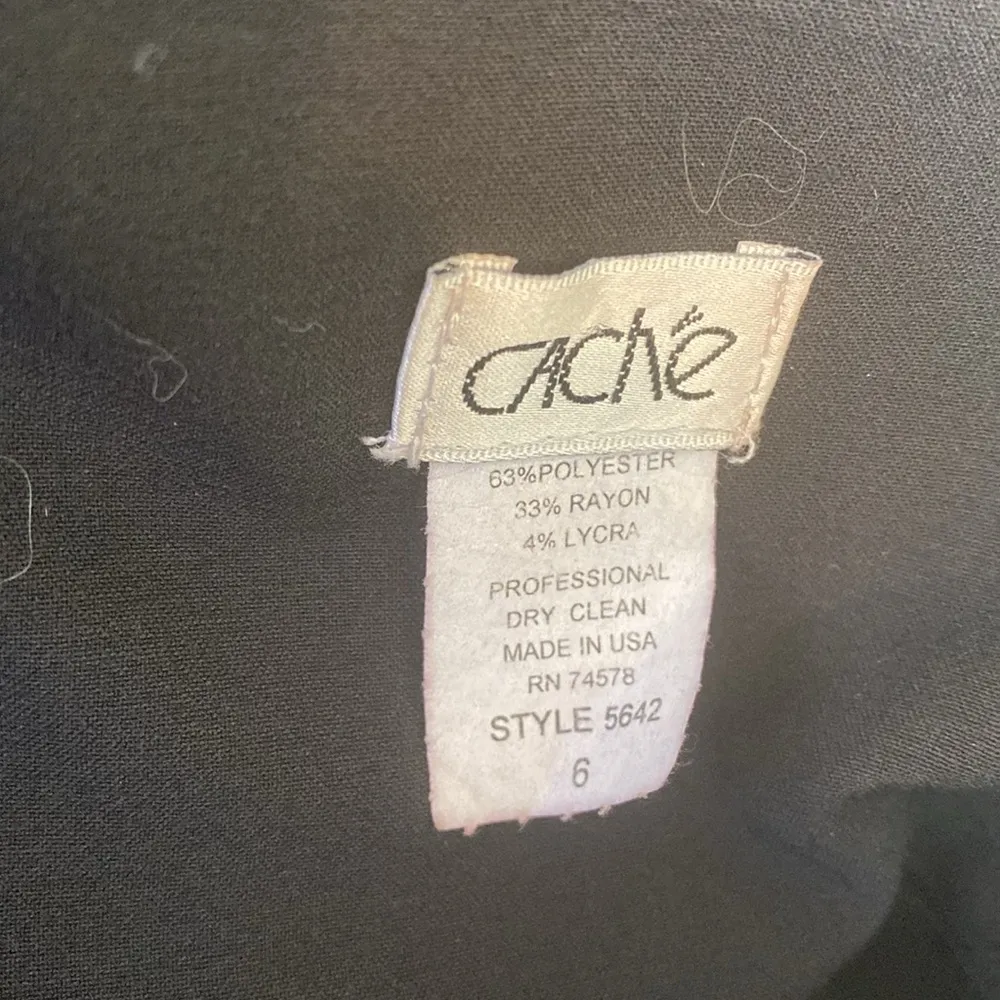 Caché
63%POLYESTER
33% RAYON
4% LYCRA
PROFESSIONAL
DRY CLEAN
MADE IN USA
RN 74578
STYLE 5642
6